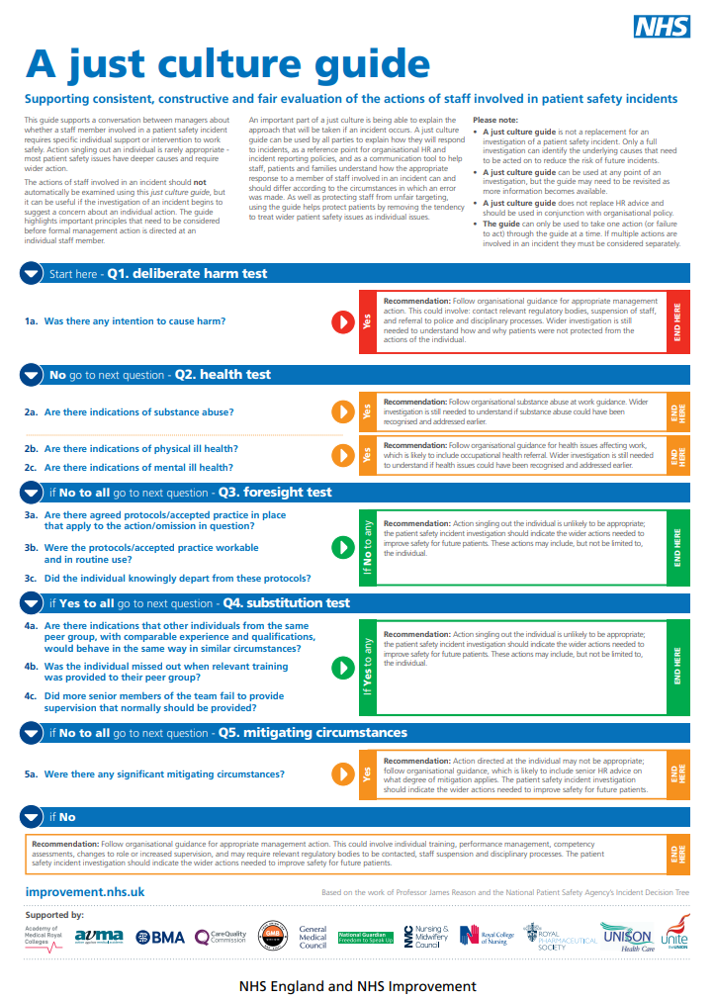 NHS
A just culture guide
Supporting consistent, constructive and fair evaluation of the actions of staff involved in patient safety incidents
This guide supports a conversation between managers about
whether a staff member involved in a patient safety incident
requires specific individual support or intervention to work
safely. Action singling out an individual is rarely appropriate -
most patient safety issues have deeper causes and require
wider action.
The actions of staff involved in an incident should not
automatically be examined using this just culture guide, but
it can be useful if the investigation of an incident begins to
suggest a concern about an individual action. The guide
highlights important principles that need to be considered
before formal management action is directed at an
individual staff member.
An important part of a just culture is being able to explain the
approach that will be taken if an incident occurs. A just culture
guide can be used by all parties to explain how they will respond
to incidents, as a reference point for organisational HR and
incident reporting policies, and as a communication tool to help
staff, patients and families understand how the appropriate
response to a member of staff involved in an incident can and
should differ according to the circumstances in which an error
was made. As well as protecting staff from unfair targeting,
using the guide helps protect patients by removing the tendency
to treat wider patient safety issues as individual issues.
Please note:
• A just culture guide is not a replacement for an
investigation of a patient safety incident. Only a full
investigation can identify the underlying causes that need
to be acted on to reduce the risk of future incidents.
• A just culture guide can be used at any point of an
investigation, but the guide may need to be revisited as
more information becomes available.
• A just culture guide does not replace HR advice and
should be used in conjunction with organisational policy.
• The guide can only be used to take one action (or failure
to act) through the guide at a time. If multiple actions are
involved in an incident they must be considered separately.
Start here - Q1. deliberate harm test
1a. Was there any intention to cause harm?
Yes
Recommendation: Follow organisational guidance for appropriate management
action. This could involve: contact relevant regulatory bodies, suspension of staff,
and referral to police and disciplinary processes. Wider investigation is still
needed to understand how and why patients were not protected from the
actions of the individual.
END HERE
No go to next question - Q2. health test
2a. Are there indications of substance abuse?
Yes
Recommendation: Follow organisational substance abuse at work guidance. Wider
investigation is still needed to understand if substance abuse could have been
recognised and addressed earlier.
END
HERE
2b. Are there indications of physical ill health?
2c. Are there indications of mental ill health?
Yes
Recommendation: Follow organisational guidance for health issues affecting work,
which is likely to include occupational health referral. Wider investigation is still needed
to understand if health issues could have been recognised and addressed earlier.
END
HERE
if No to all go to next question - Q3. foresight test
3a. Are there agreed protocols/accepted practice in place
that apply to the action/omission in question?
3b. Were the protocols/accepted practice workable
and in routine use?
3c. Did the individual knowingly depart from these protocols?
If No to any
Recommendation: Action singling out the individual is unlikely to be appropriate;
the patient safety incident investigation should indicate the wider actions needed to
improve safety for future patients. These actions may include, but not be limited to,
the individual.
END HERE
if Yes to all go to next question - Q4. substitution test
4a. Are there indications that other individuals from the same
peer group, with comparable experience and qualifications,
would behave in the same way in similar circumstances?
4b. Was the individual missed out when relevant training
was provided to their peer group?
4c. Did more senior members of the team fail to provide
supervision that normally should be provided?
If Yes to any
Recommendation: Action singling out the individual is unlikely to be appropriate;
the patient safety incident investigation should indicate the wider actions needed to
improve safety for future patients. These actions may include, but not be limited to,
the individual.
END HERE
if No to all go to next question - Q5. mitigating circumstances
5a. Were there any significant mitigating circumstances?
Yes
Recommendation: Action directed at the individual may not be appropriate;
follow organisational guidance, which is likely to include senior HR advice on
what degree of mitigation applies. The patient safety incident investigation
should indicate the wider actions needed to improve safety for future patients.
END
HERE
if No
Recommendation: Follow organisational guidance for appropriate management action. This could involve individual training, performance management, competency
assessments, changes to role or increased supervision, and may require relevant regulatory bodies to be contacted, staff suspension and disciplinary processes. The patient
safety incident investigation should indicate the wider actions needed to improve safety for future patients.
END
HERE
improvement.nhs.uk
Based on the work of Professor James Reason and the National Patient Safety Agency's Incident Decision Tree
Supported by:
Academy of
Medical Royal
Colleges
avma
BMA
CareQuality
Commission
GMB
General
Medical
Council
National Guardian
Freedom to Speak Up
NMC
Nursing &
Midwifery
Council
Royal College
of Nursing
ROYAL
PHARMACEUTICAL
SOCIETY
UNISON
Health Care
unite
the UNION
NHS England and NHS Improvement